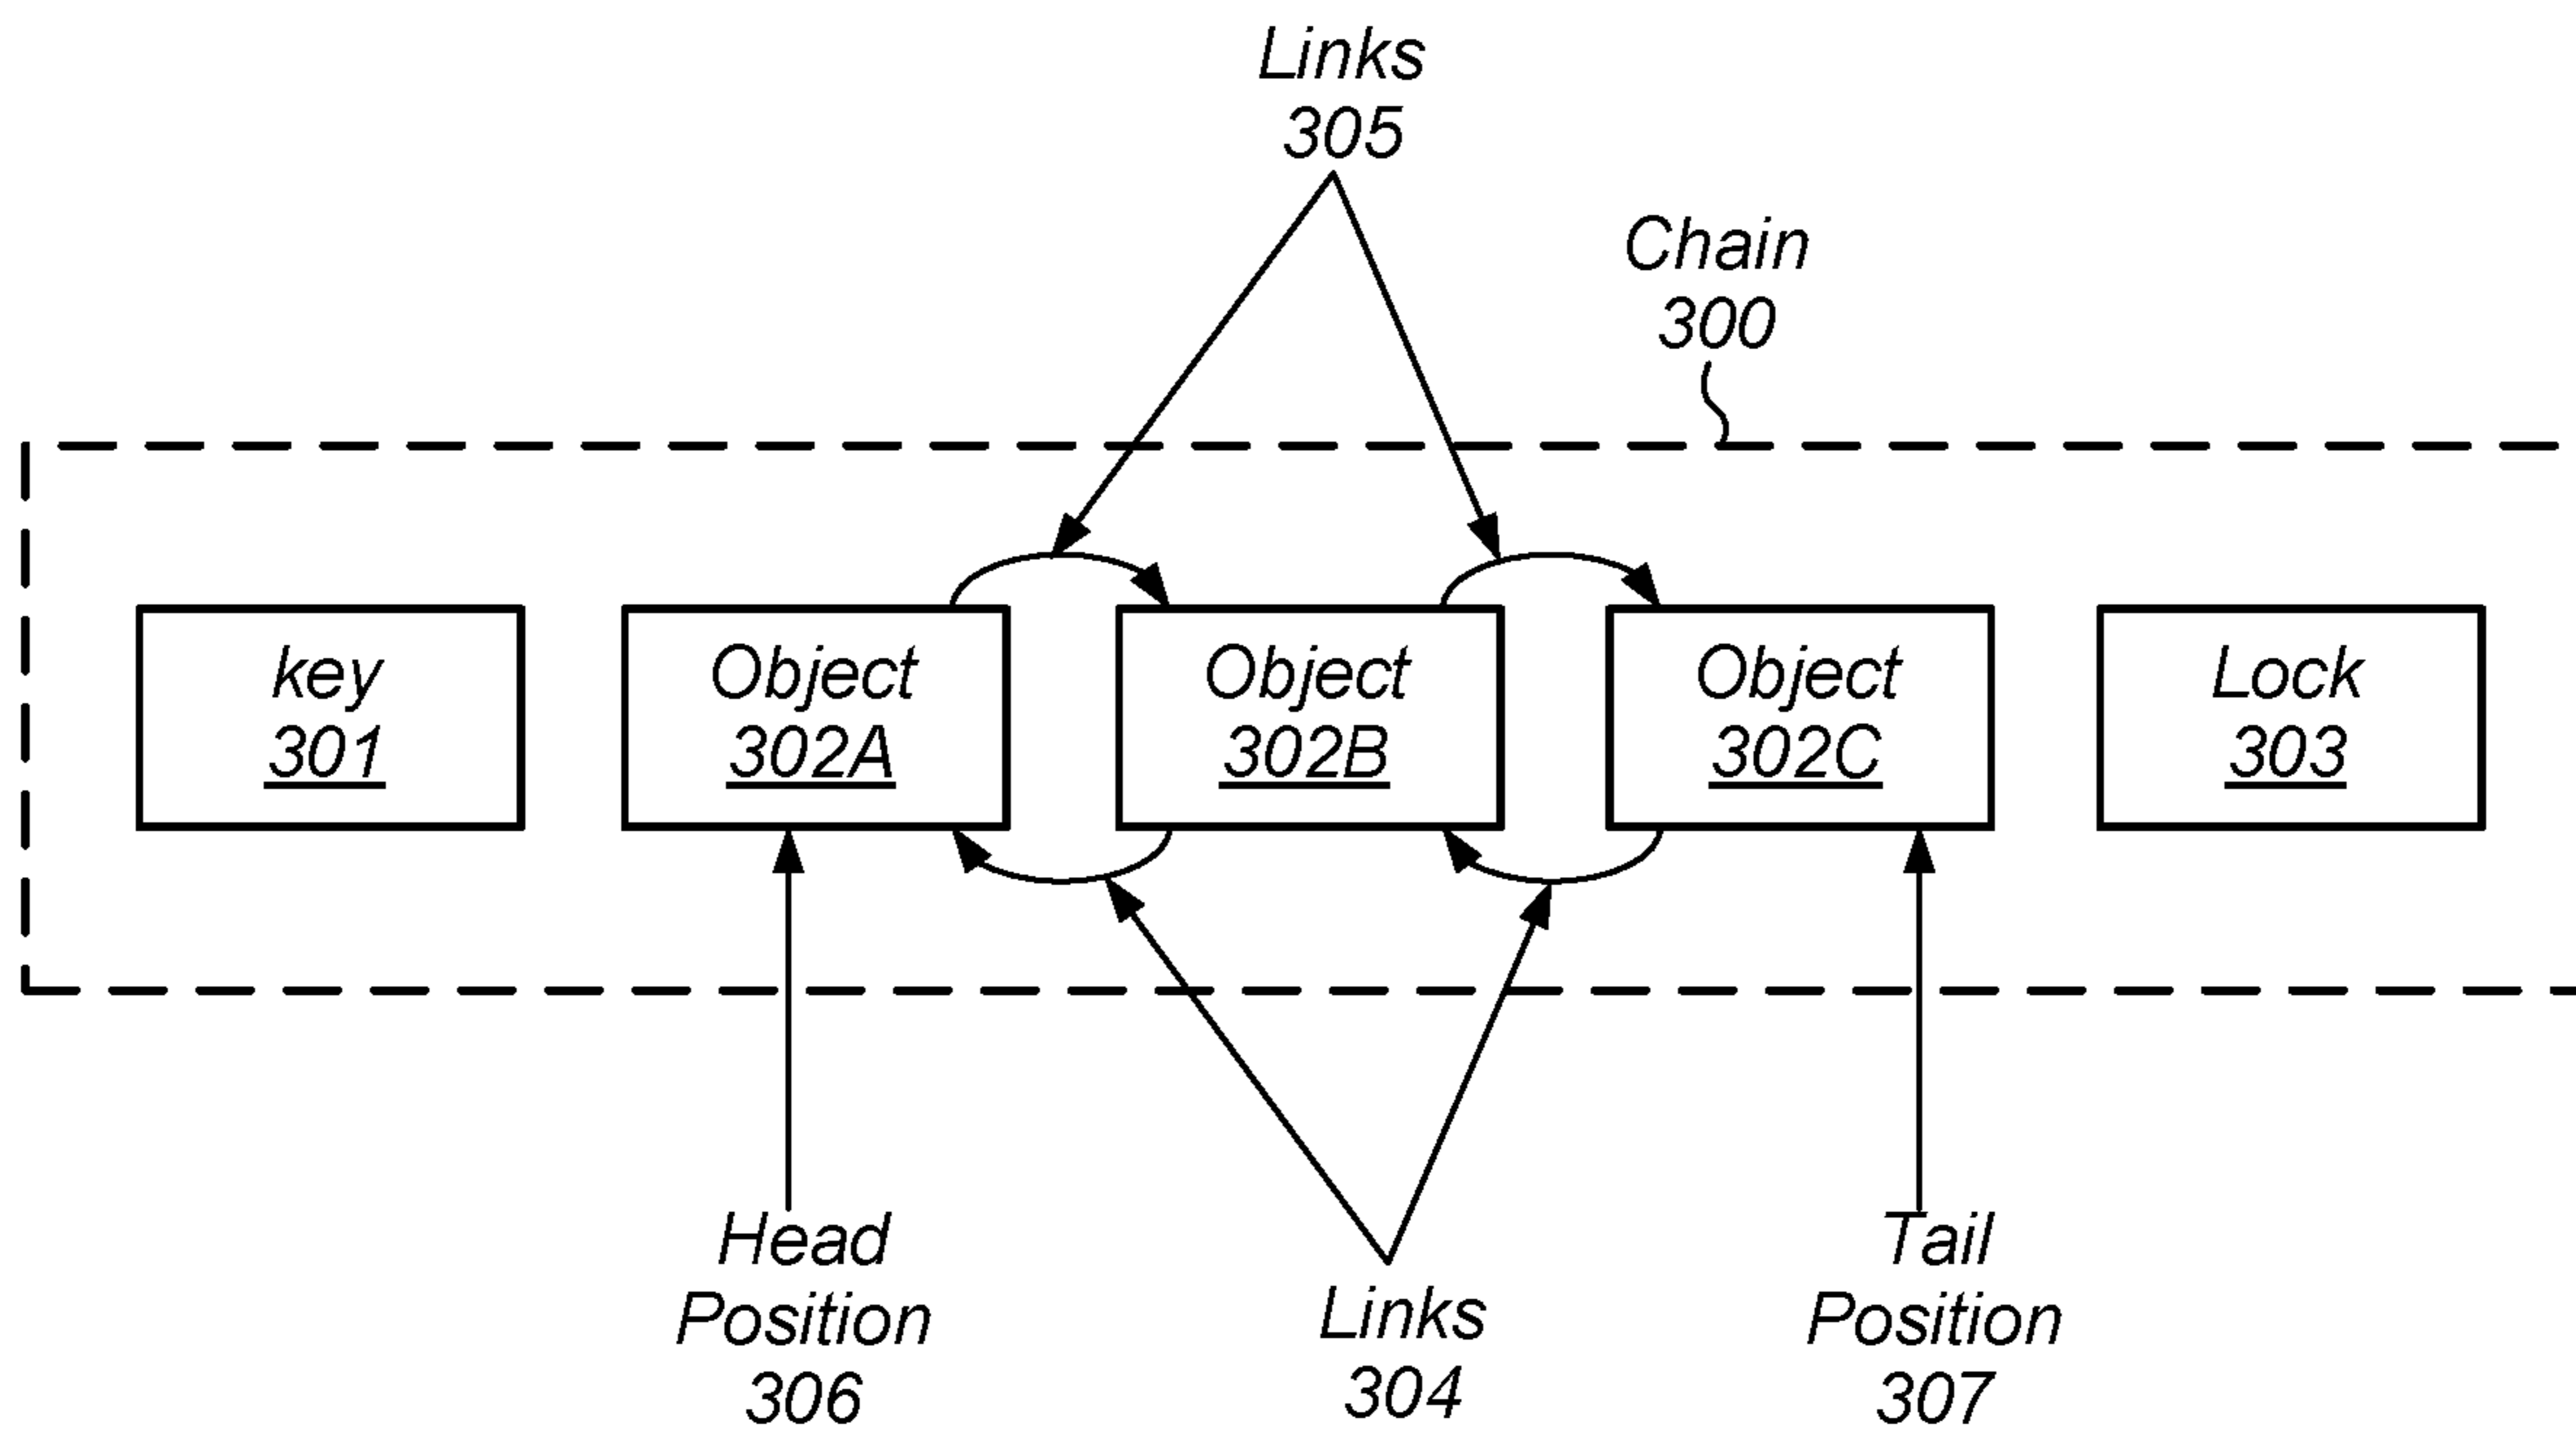 Links
305
Chain
300
key
301
Object
302A
Object
302B
Object
302C
Lock
303
Head
Position
306
Links
304
Tail
Position
307